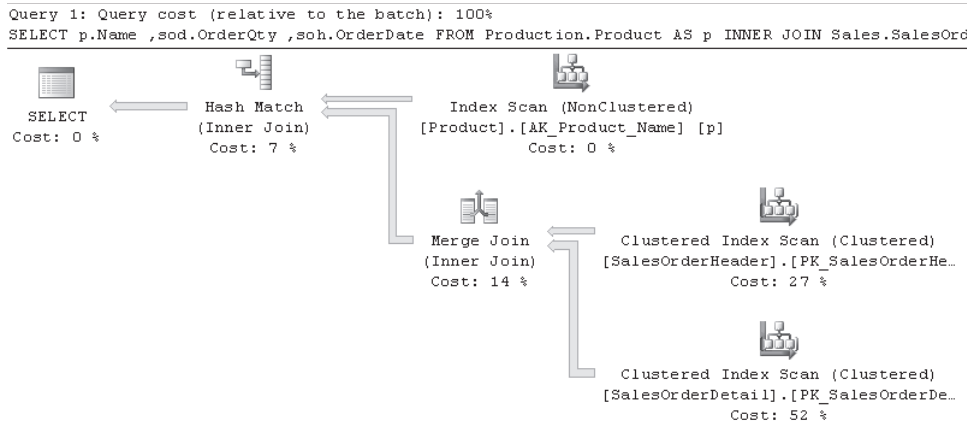 Query 1: Query cost (relative to the batch): 100%
SELECT p.Name ,sod.OrderQty ,soh.OrderDate FROM Production.Product AS p INNER JOIN Sales.SalesOrd
SELECT
Cost: 0 %
Hash Match
(Inner Join)
Cost: 7 %
Index Scan (NonClustered)
[Product].[AK_Product_Name] [p]
Cost: 0 %
Merge Join
(Inner Join)
Cost: 14 %
Clustered Index Scan (Clustered)
[SalesOrderHeader].[PK_SalesOrderHe…
Cost: 27 %
Clustered Index Scan (Clustered)
[SalesOrderDetail].[PK_SalesOrderDe…
Cost: 52 %